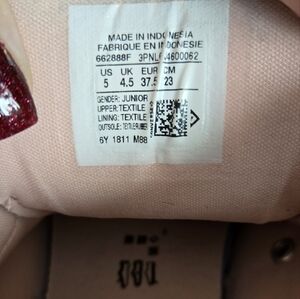 MADE IN INDONESIA
FABRIQUE EN INDONESIE
662888F
US UK EUR CM
5 4.5 37.5 23
GENDER: JUNIOR
UPPER: TEXTILE
LINING: TEXTILE
OUTSOLE:
6Y 1811 M88